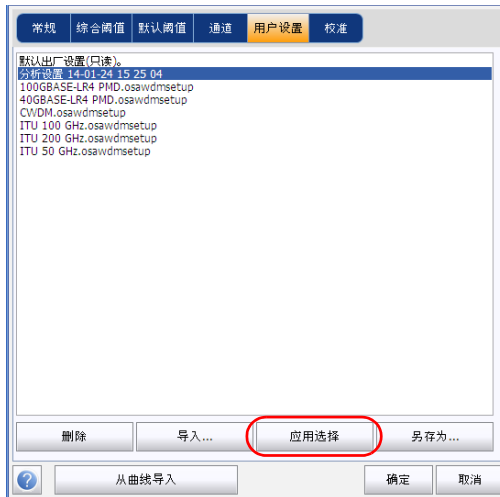 常规 综合阈值 默认阈值 通道 用户设置 校准
默认出厂设置(只读)。
分析设置 14-01-24 15 25 04
100GBASE-LR4 PMD.osawdmsetup
40GBASE-LR4 PMD.osawdmsetup
CWDM.osawdmsetup
ITU 100 GHz.osawdmsetup
ITU 200 GHz.osawdmsetup
ITU 50 GHz.osawdmsetup
删除 导入... 应用选择 另存为...
? 从曲线导入 确定 取消